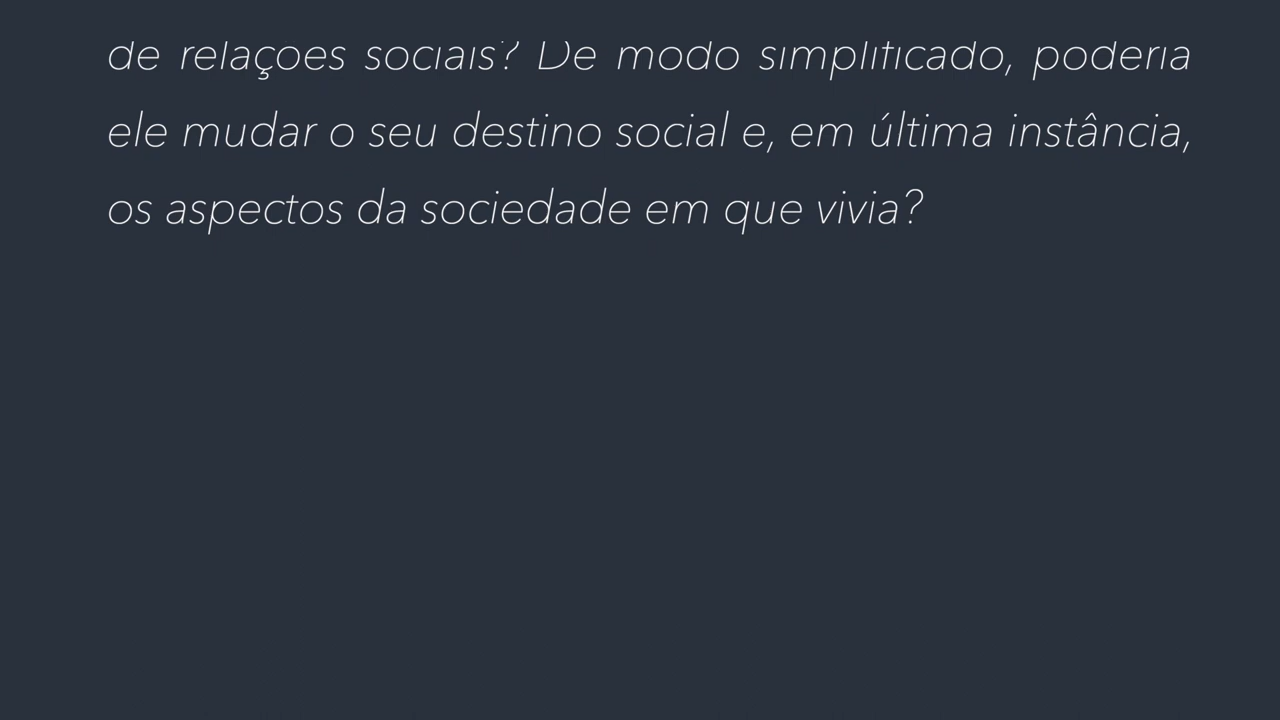 de relações sociais? De modo simplificado, poderia
ele mudar o seu destino social e, em última instância,
os aspectos da sociedade em que vivia?